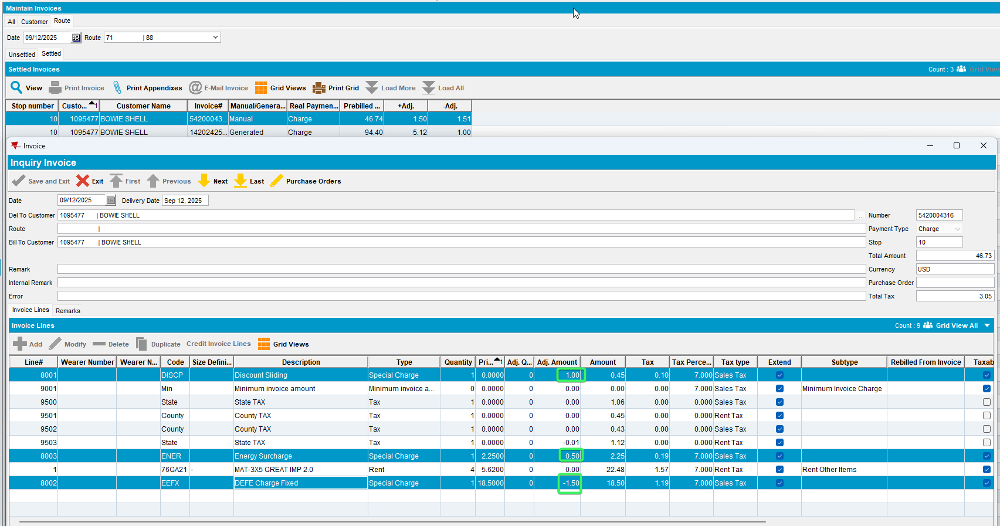 Maintain Invoices
All Customer Route
Date 09/12/2025 16 Route 71 | 88
Unsettled Settled
Settled Invoices Count : 3 Grid View
View Print Invoice Print Appendixes E-Mail Invoice Grid Views Print Grid Load More Load All
Stop number Custo... 1 Customer Name Invoice# Manual/Genera... Real Paymen... Prebilled ... +Adj. -Adj.
10 1095477 BOWIE SHELL 54200043... Manual Charge 46.74 1.50 1.51
10 1095477 BOWIE SHELL 14202425... Generated Charge 94.40 5.12 1.00
Invoice
Inquiry Invoice
Save and Exit Exit First Previous Next Last Purchase Orders
Date 09/12/2025 16 Delivery Date Sep 12, 2025
Del To Customer 1095477 | BOWIE SHELL ... Number 5420004316
Route | Payment Type Charge
Bill To Customer 1095477 | BOWIE SHELL Stop 10
Total Amount 46.73
Remark Currency USD
Internal Remark Purchase Order
Error Total Tax 3.05
Invoice Lines Remarks
Invoice Lines Count : 9 Grid View All
Add Modify Delete Duplicate Credit Invoice Lines Grid Views
Line# Wearer Number Wearer N... Code Size Defini... Description Type Quantity Pri... 1 Adj. Q... Adj. Amount Amount Tax Tax Perce... Tax type Extend Subtype Rebilled From Invoice Taxab
8001 DISCP Discount Sliding Special Charge 1 0.0000 0 1.00 0.45 0.10 7.000 Sales Tax
9001 Min Minimum invoice amount Minimum invoice a... 0 0.0000 0 0.00 0.00 0.00 7.000 Sales Tax Minimum Invoice Charge
9500 State State TAX Tax 1 0.0000 0 0.00 1.06 0.00 0.000 Sales Tax
9501 County County TAX Tax 1 0.0000 0 0.00 0.45 0.00 0.000 Rent Tax
9502 County County TAX Tax 1 0.0000 0 0.00 0.43 0.00 0.000 Sales Tax
9503 State State TAX Tax 1 0.0000 0 -0.01 1.12 0.00 0.000 Rent Tax
8003 ENER Energy Surcharge Special Charge 1 2.2500 0 0.50 2.25 0.19 7.000 Sales Tax
1 76GA21 - MAT-3X5 GREAT IMP 2.0 Rent 4 5.6200 0 0.00 22.48 1.57 7.000 Rent Tax Rent Other Items
8002 EEFX DEFE Charge Fixed Special Charge 1 18.5000 0 -1.50 18.50 1.19 7.000 Sales Tax